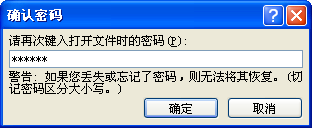 确认密码
请再次键入打开文件时的密码(P):
******
警告: 如果您丢失或忘记了密码，则无法将其恢复。(切
记密码区分大小写。)
确定 取消